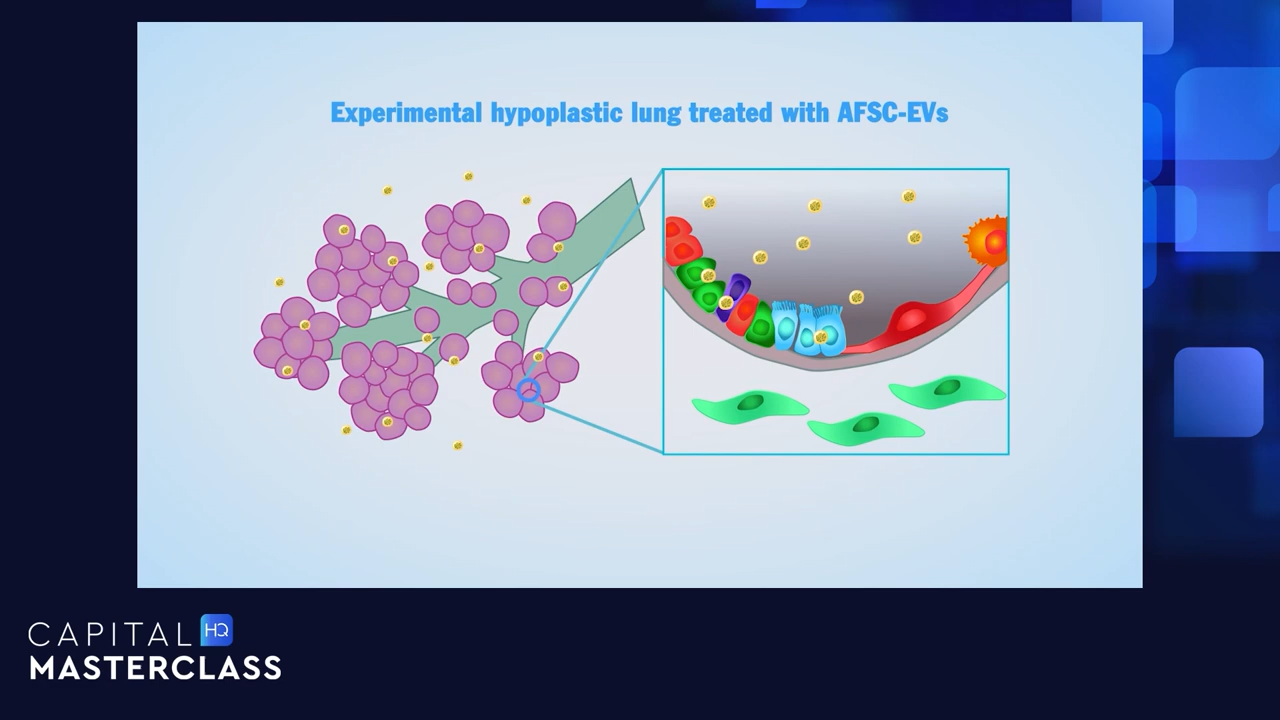 Experimental hypoplastic lung treated with AFSC-EVs
CAPITAL HQ
MASTERCLASS